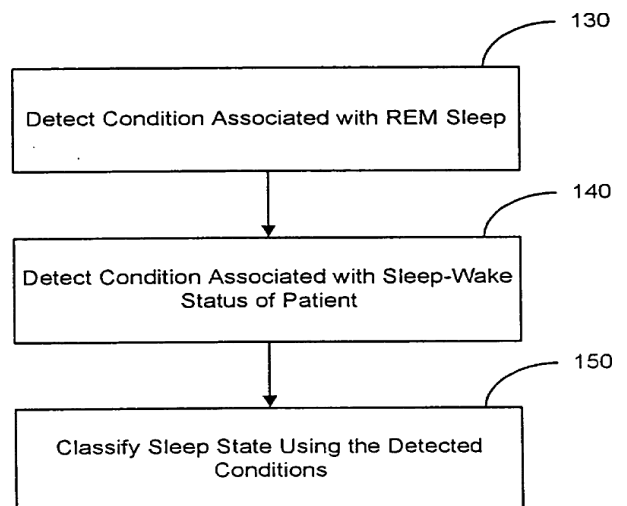 130
Detect Condition Associated with REM Sleep
140
Detect Condition Associated with Sleep-Wake
Status of Patient
150
Classify Sleep State Using the Detected
Conditions